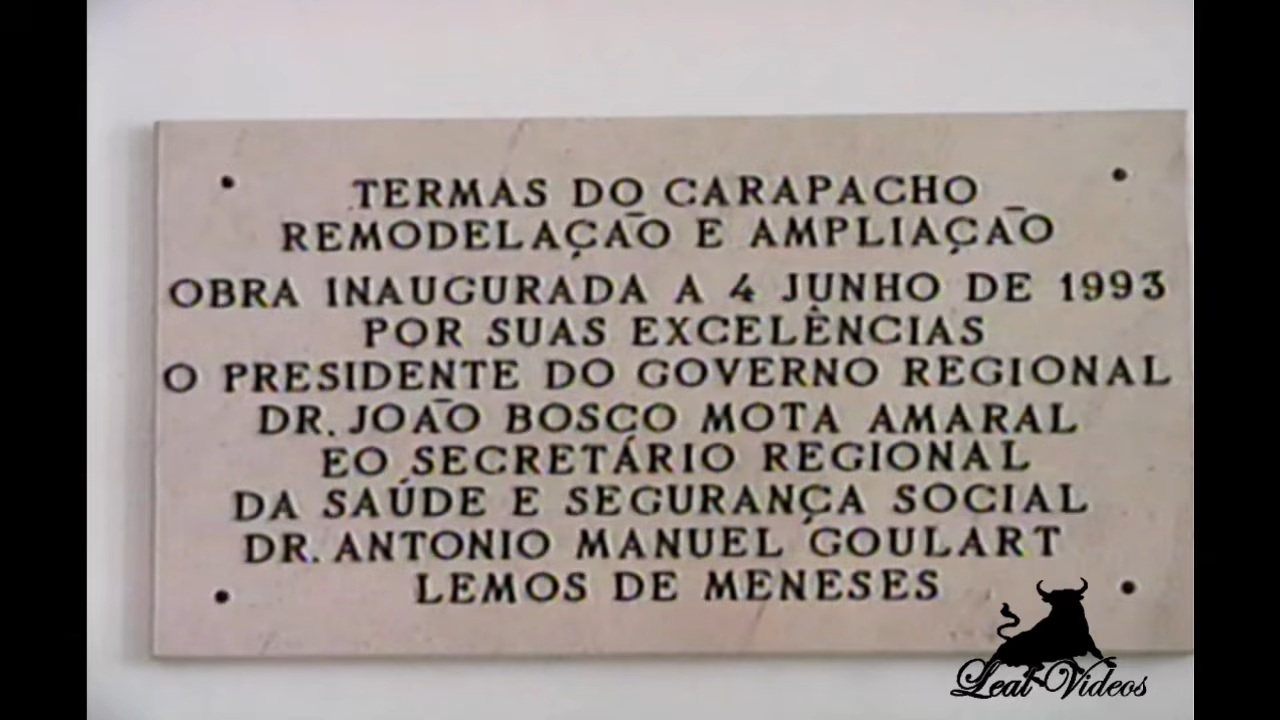 TERMAS DO CARAPACHO
REMODELAÇÃO E AMPLIAÇÃO
OBRA INAUGURADA A 4 JUNHO DE 1993
POR SUAS EXCELÊNCIAS
O PRESIDENTE DO GOVERNO REGIONAL
DR. JOÃO BOSCO MOTA AMARAL
EO SECRETÁRIO REGIONAL
DA SAÚDE E SEGURANÇA SOCIAL
DR. ANTONIO MANUEL GOULART
LEMOS DE MENESES
Leal Videos